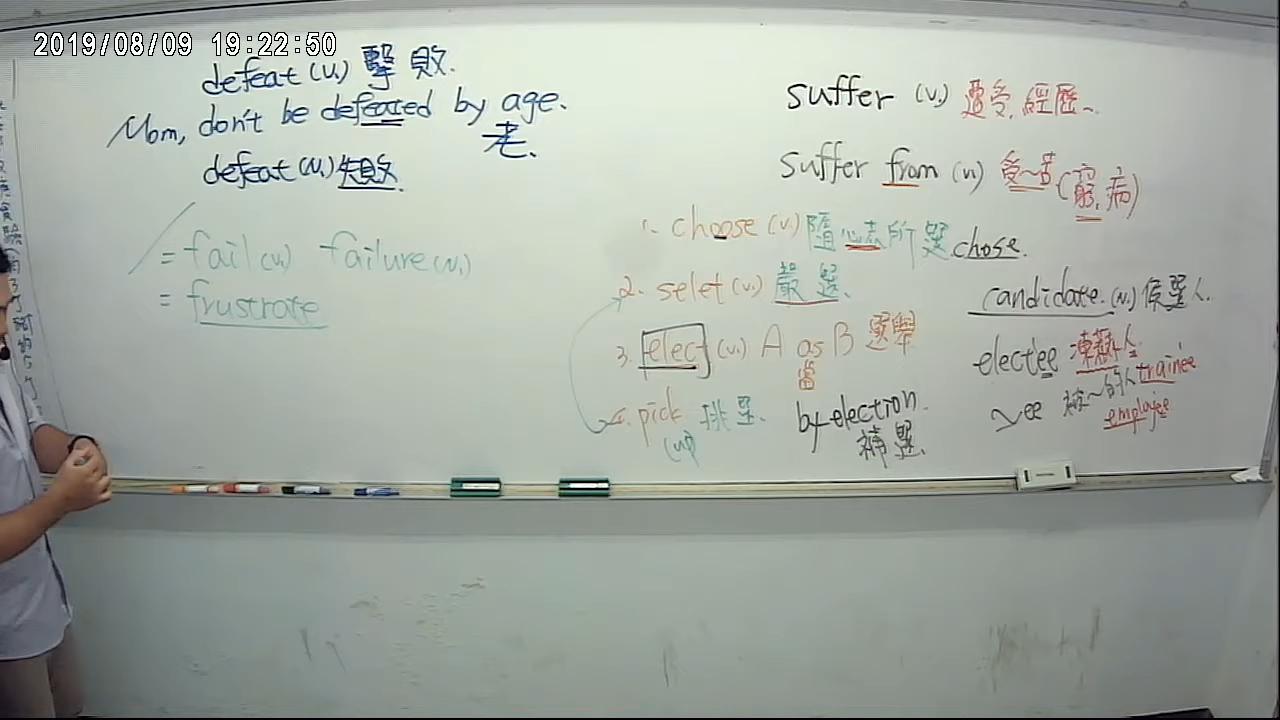 2019/08/09 19:22:50
defeat (v.) 擊敗.
Mom, don't be defeated by age.
老.
defeat (n.) 失敗.
= fail (v.) failure (n.)
= frustrate
suffer (v.) 遭受, 經歷~
suffer from (v.) 受~苦 (窮, 病)
1. choose (v.) 隨心志所選 chose.
2. selet (v.) 嚴選.
3. elect (v.) A as B 選舉
當
4. pick 挑選.
(v.)
by election.
補選.
candidate. (n.) 候選人.
electee 凍蒜人
~ee 被~的人 trainee
employee